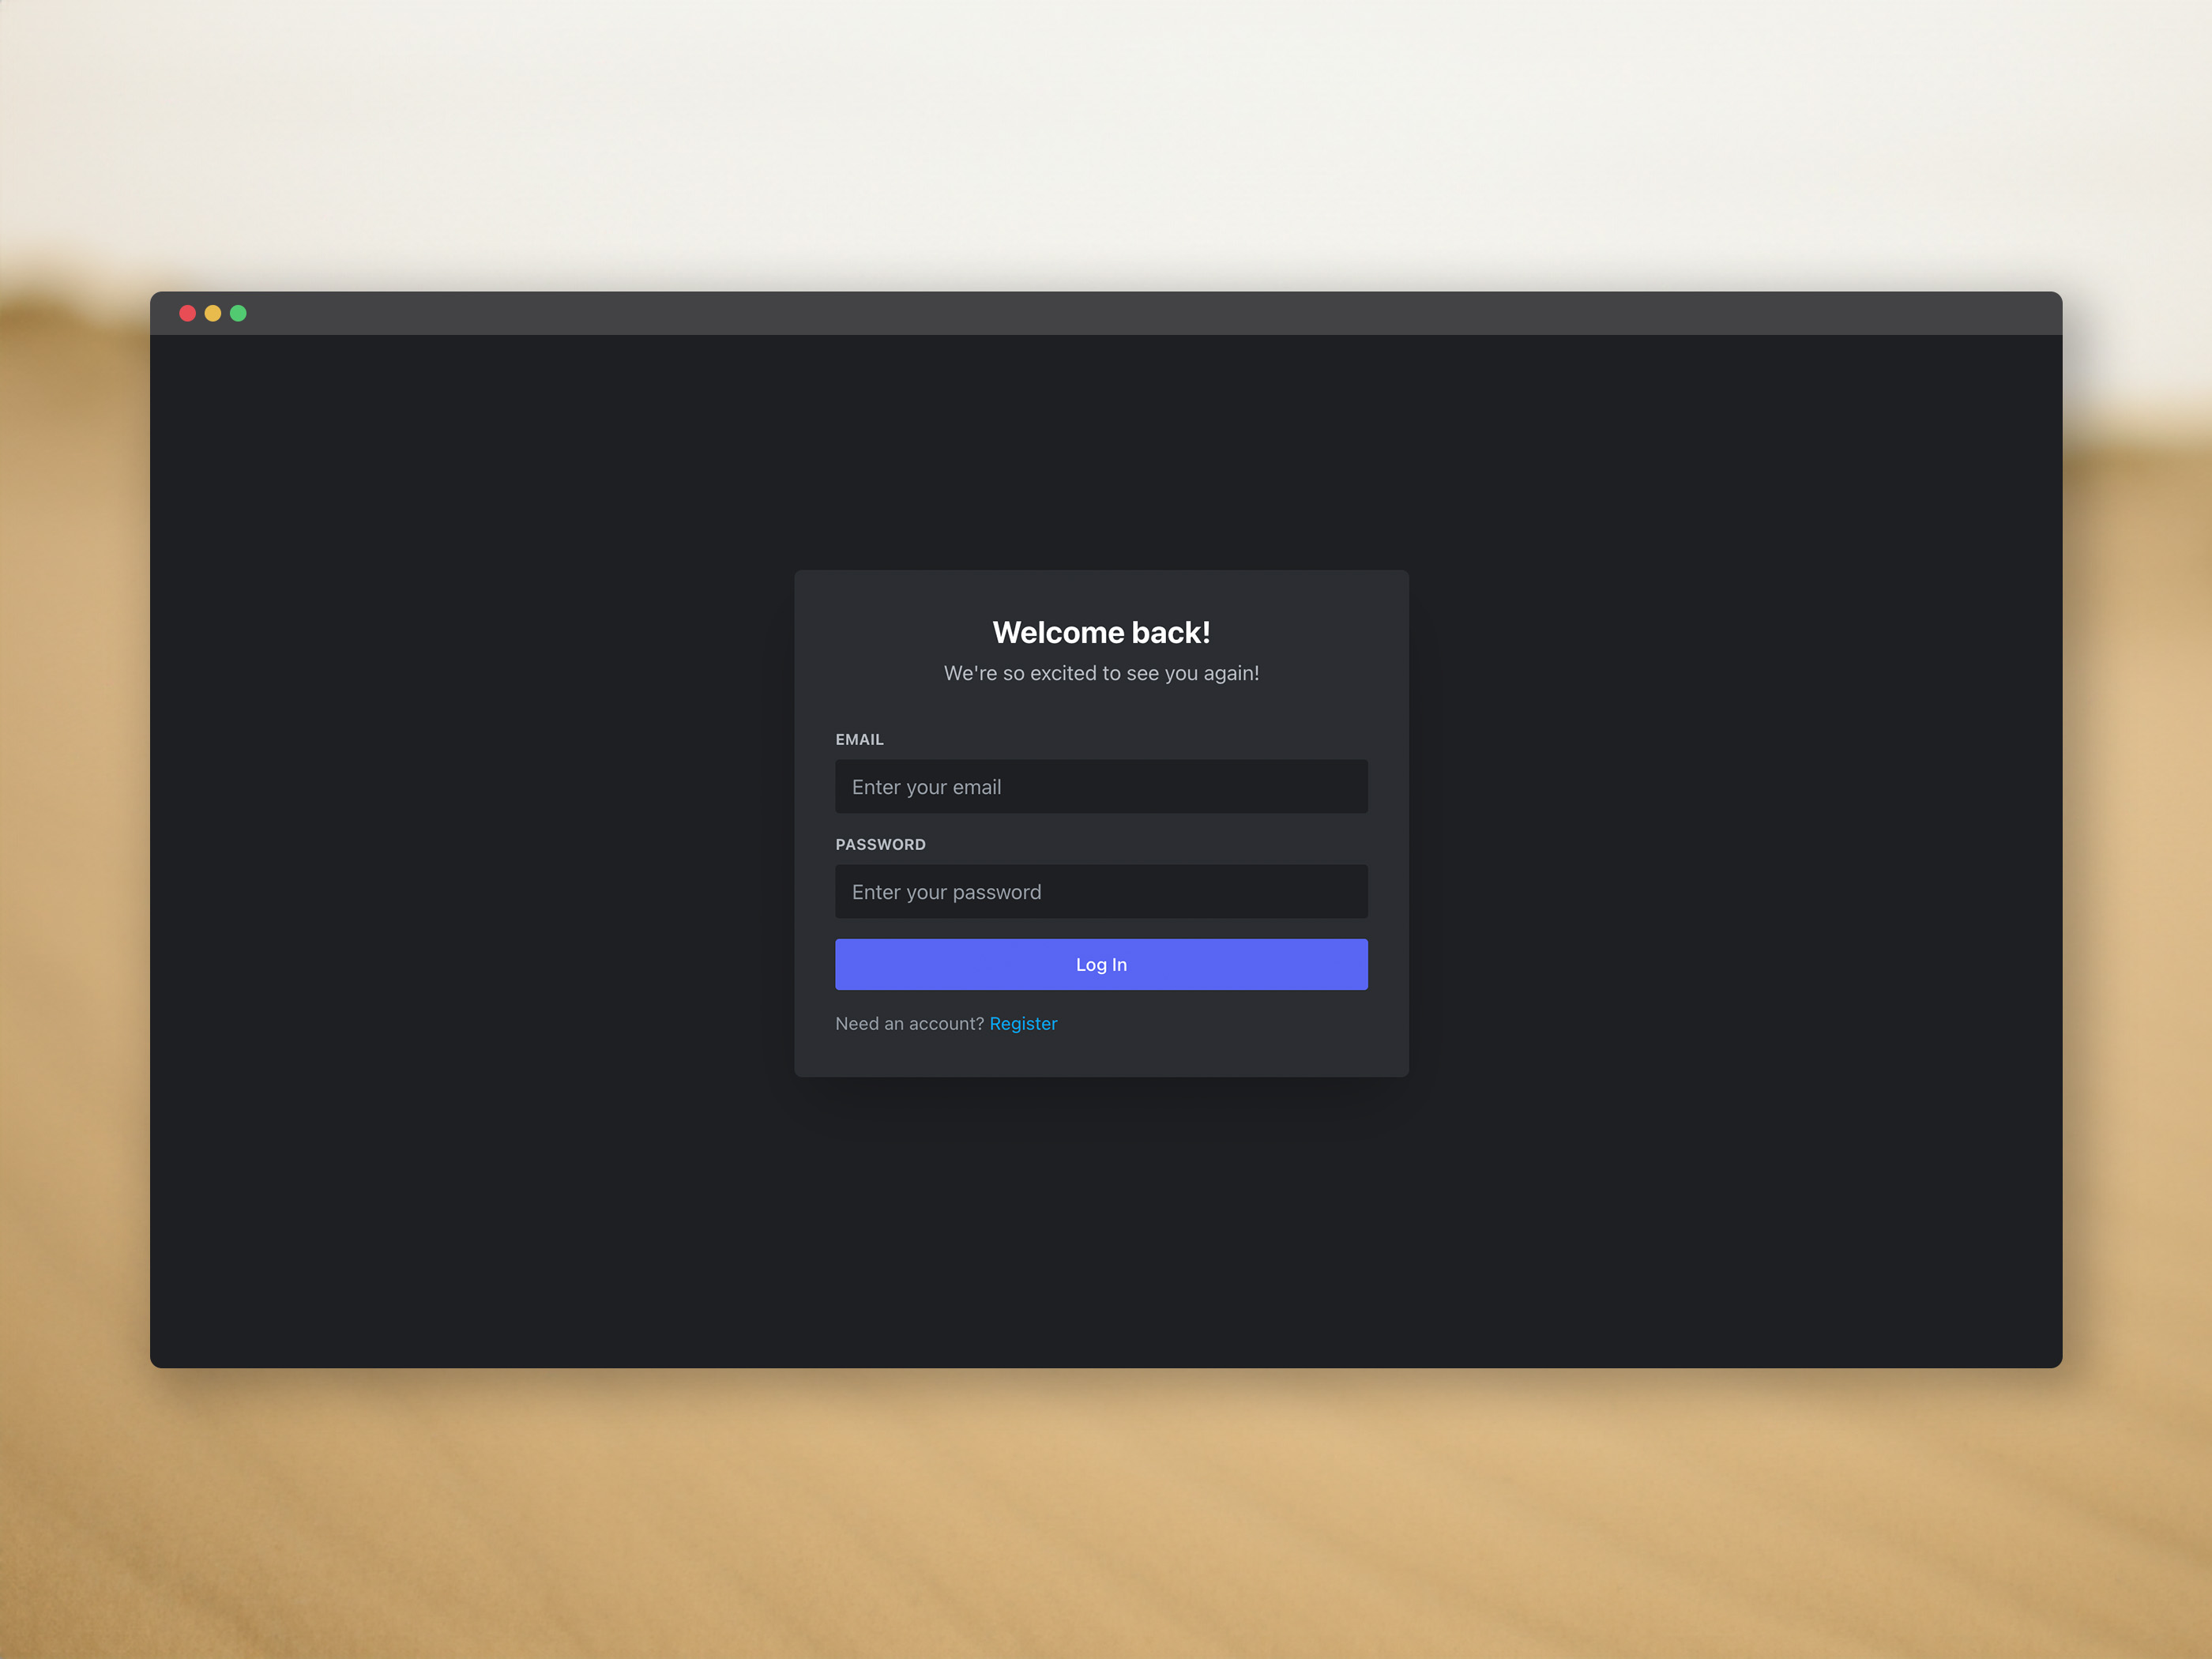 Welcome back!
We're so excited to see you again!
EMAIL
Enter your email
PASSWORD
Enter your password
Log In
Need an account? Register